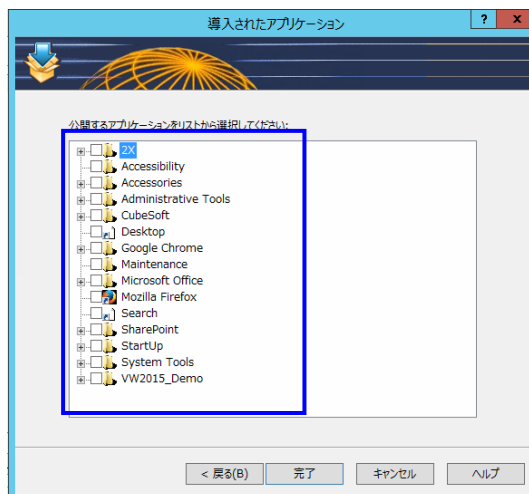 導入されたアプリケーション
? x
公開するアプリケーションをリストから選択してください:
2X
Accessibility
Accessories
Administrative Tools
CubeSoft
Desktop
Google Chrome
Maintenance
Microsoft Office
Mozilla Firefox
Search
SharePoint
StartUp
System Tools
VW2015_Demo
< 戻る(B) 完了 キャンセル ヘルプ